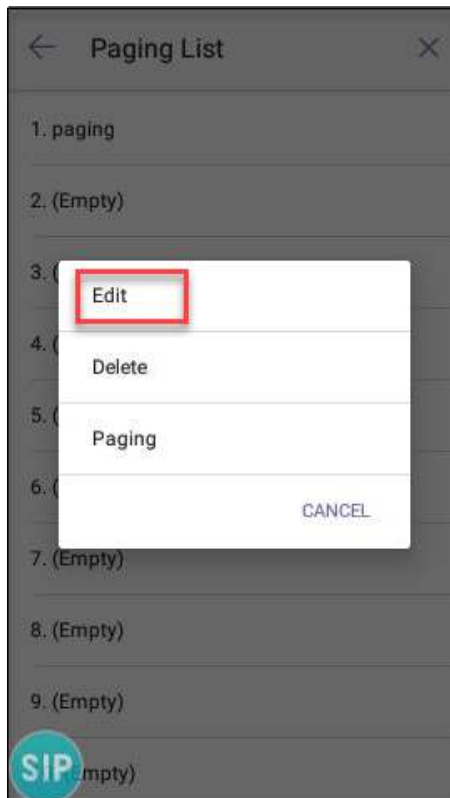 Paging List
1. paging
2. (Empty)
3. (
Edit
4. (
Delete
5. (
Paging
6. (
CANCEL
7. (Empty)
8. (Empty)
9. (Empty)
SIP
mpty)